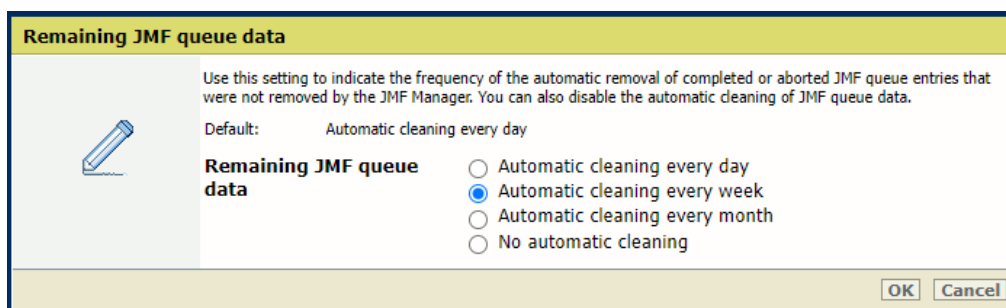 Remaining JMF queue data
Use this setting to indicate the frequency of the automatic removal of completed or aborted JMF queue entries that
were not removed by the JMF Manager. You can also disable the automatic cleaning of JMF queue data.
Default: Automatic cleaning every day
Remaining JMF queue
data
Automatic cleaning every day
Automatic cleaning every week
Automatic cleaning every month
No automatic cleaning
OK Cancel